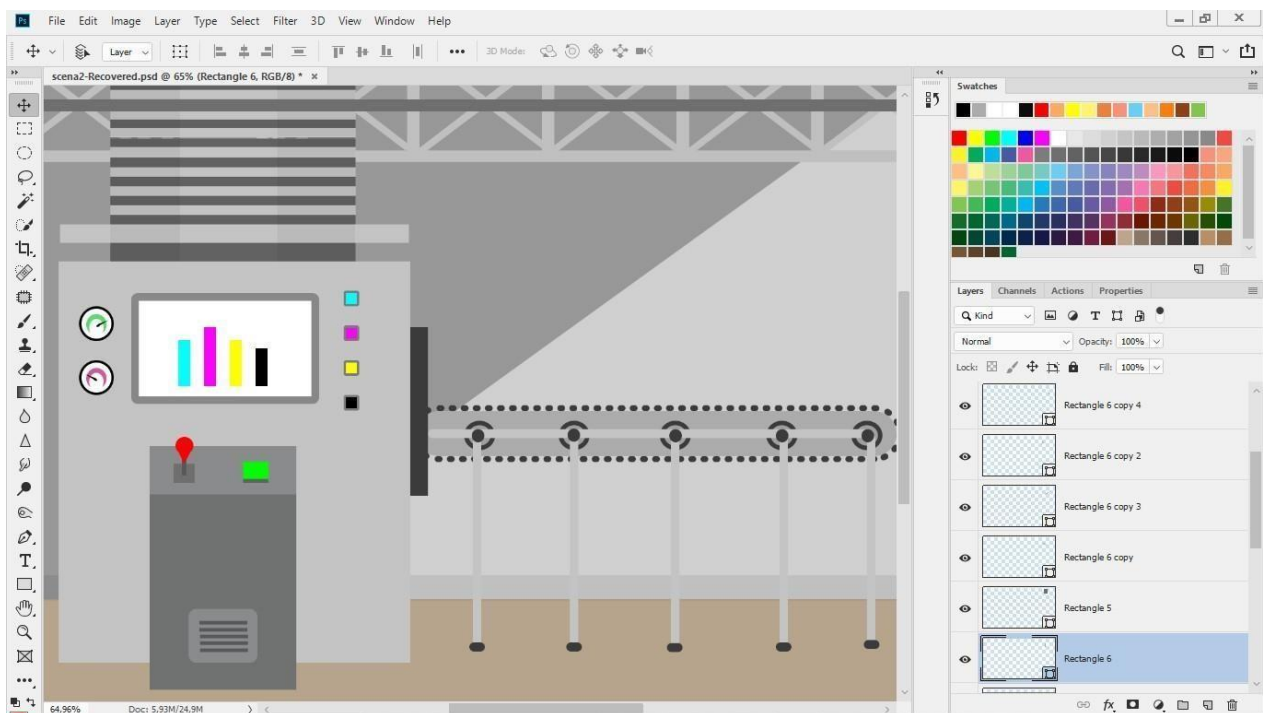 Ps File Edit Image Layer Type Select Filter 3D View Window Help
Layer 3D Mode:
scena2-Recovered.psd @ 65% (Rectangle 6, RGB/8) *
Swatches
Layers Channels Actions Properties
Kind
Normal Opacity: 100%
Lock: Fill: 100%
Rectangle 6 copy 4
Rectangle 6 copy 2
Rectangle 6 copy 3
Rectangle 6 copy
Rectangle 5
Rectangle 6
64,96% Doc: 5,93M/24,9M